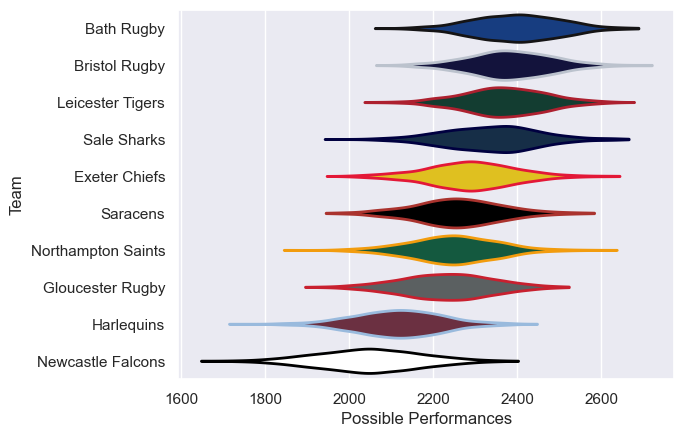 Bath Rugby
Bristol Rugby
Leicester Tigers
Sale Sharks
Exeter Chiefs
Saracens
Northampton Saints
Gloucester Rugby
Harlequins
Newcastle Falcons
Team
1600 1800 2000 2200 2400 2600
Possible Performances